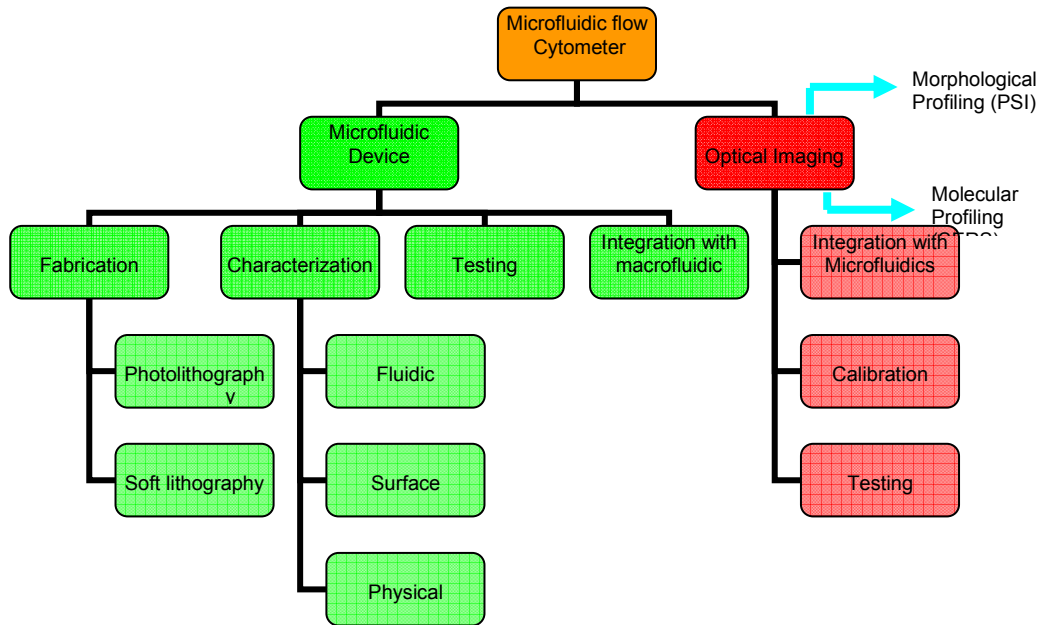 Microfluidic flow
Cytometer
Morphological
Profiling (PSI)
Microfluidic
Device
Optical Imaging
Molecular
Profiling
Fabrication
Characterization
Testing
Integration with
macrofluidic
Integration with
Microfluidics
Photolithograph
y
Fluidic
Calibration
Soft lithography
Surface
Testing
Physical